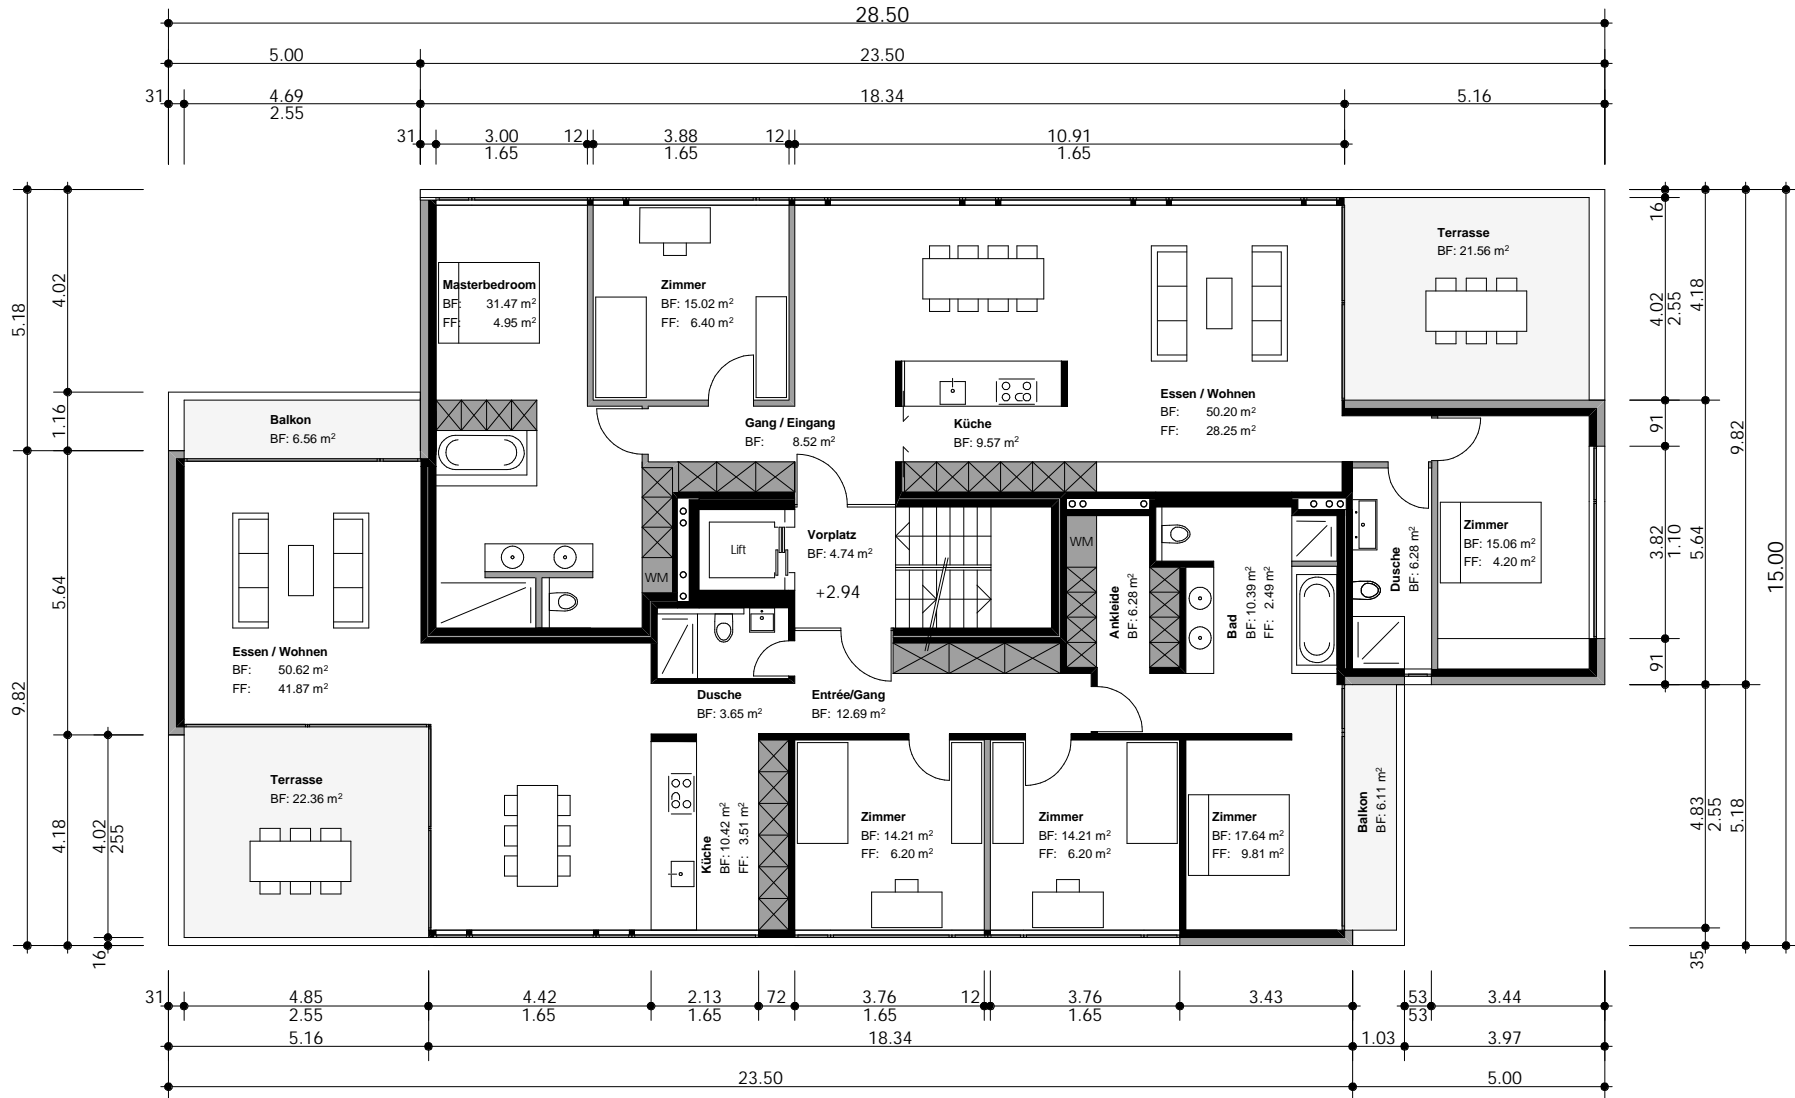 28.50
5.00
23.50
31
4.69
2.55
18.34
5.16
31
3.00
1.65
12
3.88
1.65
12
10.91
1.65
5.18
9.82
4.02
1.16
5.64
4.18
4.02
255
16
Masterbedroom
BF: 31.47 m²
FF: 4.95 m²
Zimmer
BF: 15.02 m²
FF: 6.40 m²
Terrasse
BF: 21.56 m²
Balkon
BF: 6.56 m²
Gang / Eingang
BF: 8.52 m²
Küche
BF: 9.57 m²
Essen / Wohnen
BF: 50.20 m²
FF: 28.25 m²
Lift
Vorplatz
BF: 4.74 m²
+2.94
WM
WM
Ankleide
BF: 6.28 m²
Bad
BF: 10.39 m²
FF: 2.49 m²
Dusche
BF: 6.28 m²
Zimmer
BF: 15.06 m²
FF: 4.20 m²
Essen / Wohnen
BF: 50.62 m²
FF: 41.87 m²
Dusche
BF: 3.65 m²
Entrée/Gang
BF: 12.69 m²
Terrasse
BF: 22.36 m²
Küche
BF: 10.42 m²
FF: 3.51 m²
Zimmer
BF: 14.21 m²
FF: 6.20 m²
Zimmer
BF: 14.21 m²
FF: 6.20 m²
Zimmer
BF: 17.64 m²
FF: 9.81 m²
Balkon
BF: 6.11 m²
16
4.02
2.55
4.18
91
3.82
1.10
5.64
91
9.82
15.00
4.83
2.55
5.18
35
31
4.85
2.55
4.42
1.65
2.13
1.65
72
3.76
1.65
12
3.76
1.65
3.43
53
53
3.44
5.16
18.34
1.03
3.97
23.50
5.00